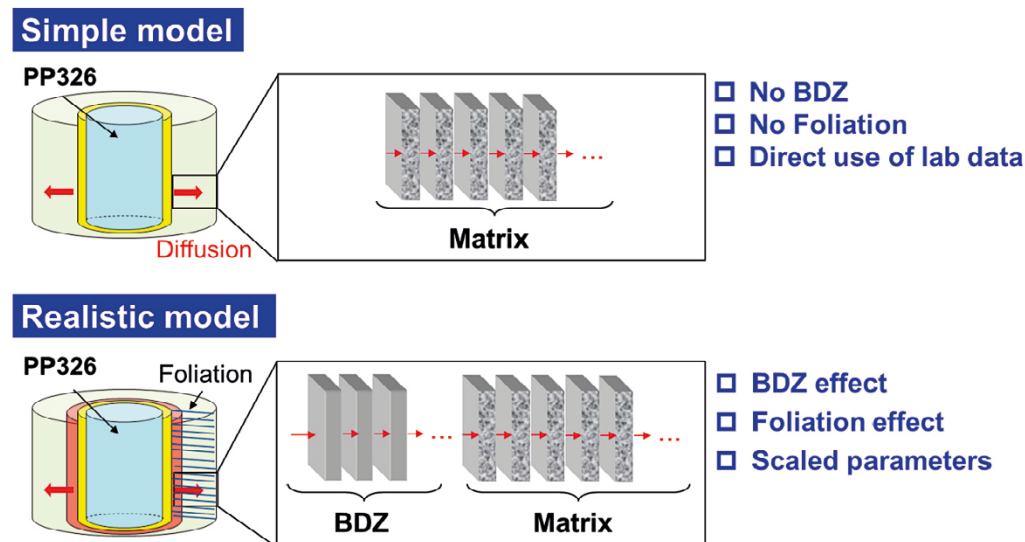 Simple model
PP326
Diffusion
...
Matrix
No BDZ
No Foliation
Direct use of lab data
Realistic model
PP326
Foliation
...
...
BDZ
Matrix
BDZ effect
Foliation effect
Scaled parameters